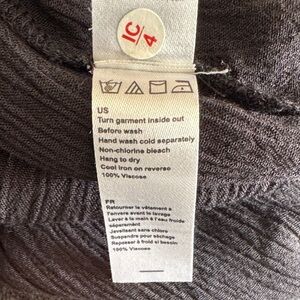 IC/4
US
Turn garment inside out
Before wash
Hand wash cold separately
Non-chlorine bleach
Hang to dry
Cool iron on reverse
100% Viscose
FR
Retourner le vêtement à
l'envers avant le lavage
Laver à la main à l'eau froide
séparément
Javelisant sans chlore
Suspendre pour séchage
Repasser à froid si besoin
100% Viscose